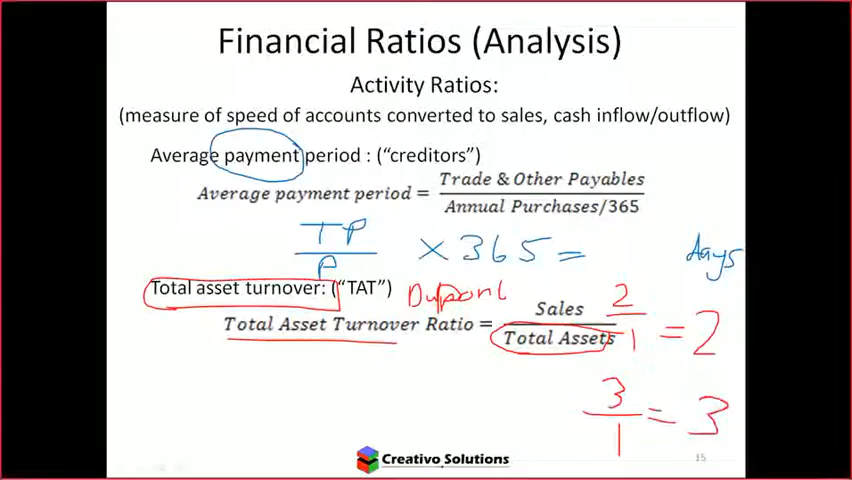 Financial Ratios (Analysis)
Activity Ratios:
(measure of speed of accounts converted to sales, cash inflow/outflow)
Average payment period : ("creditors")
Average payment period = Trade & Other Payables
Annual Purchases/365
TP
P
× 365 =
days
Total asset turnover: ("TAT")
Dupont
Total Asset Turnover Ratio = Sales
Total Assets
2
1
= 2
3
1
= 3
Creativo Solutions
15